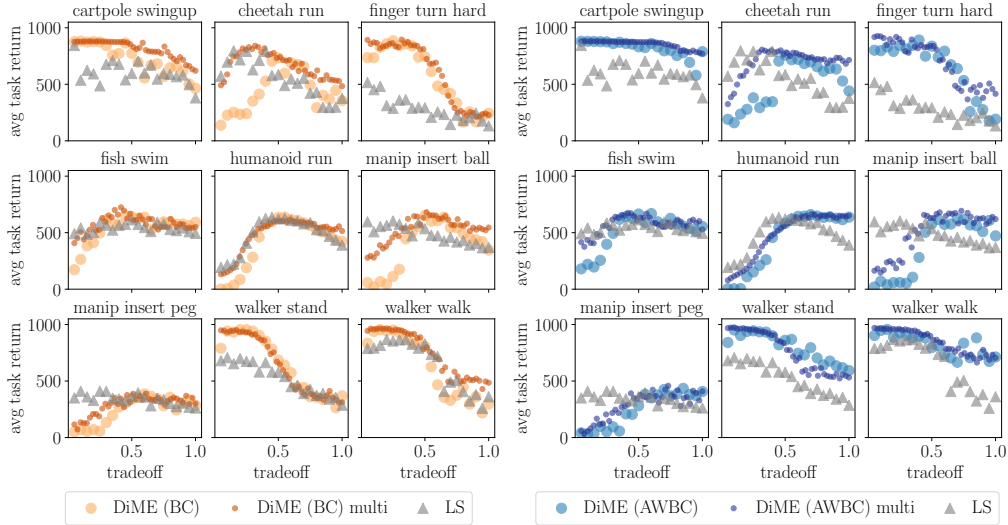 cartpole swingup cheetah run finger turn hard cartpole swingup cheetah run finger turn hard
1000 1000
avg task return avg task return
500 500
0 0
fish swim humanoid run manip insert ball fish swim humanoid run manip insert ball
1000 1000
avg task return avg task return
500 500
0 0
manip insert peg walker stand walker walk manip insert peg walker stand walker walk
1000 1000
avg task return avg task return
500 500
0 0
0.5 1.0 0.5 1.0 0.5 1.0 0.5 1.0 0.5 1.0 0.5 1.0
tradeoff tradeoff tradeoff tradeoff tradeoff tradeoff
DiME (BC) DiME (BC) multi LS DiME (AWBC) DiME (AWBC) multi LS